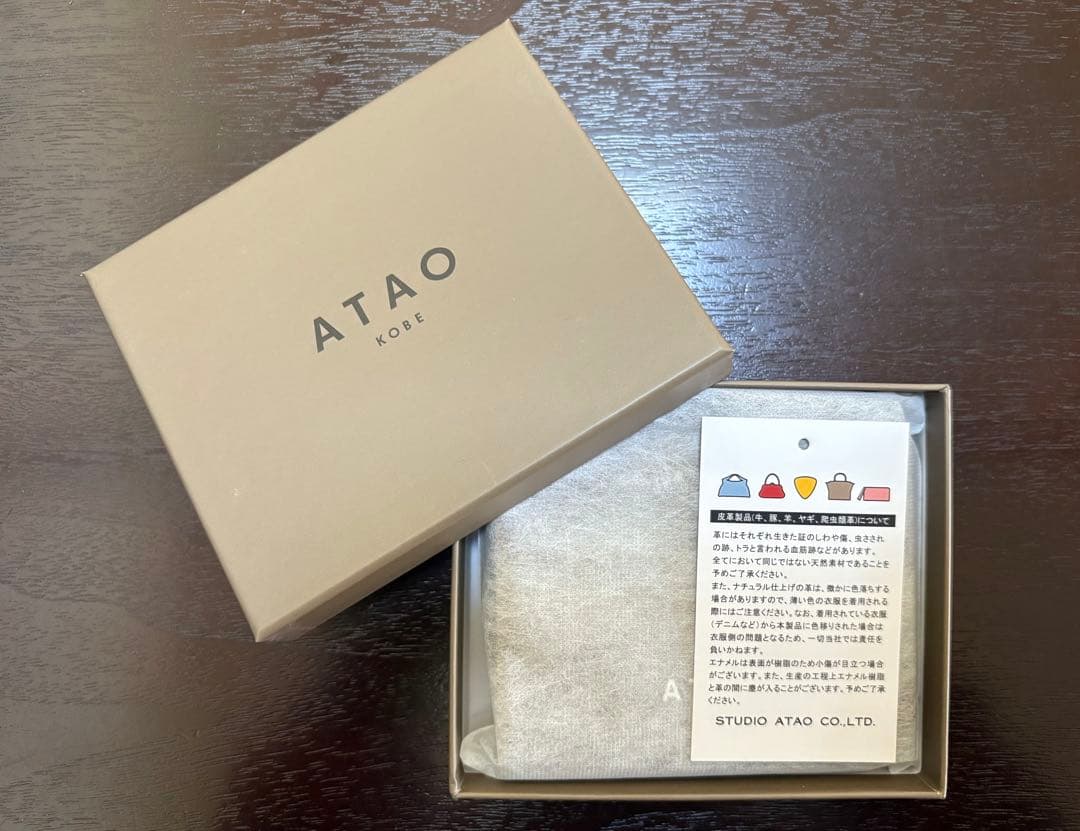 ATAO
KOBE
皮革製品(牛、豚、羊、ヤギ、爬虫類革)について
革にはそれぞれ生きた証のしわや傷、虫さされ
の跡、トラと言われる血筋跡などがあります。
全てにおいて同じではない天然素材であることを
予めご了承ください。
また、ナチュラル仕上げの革は、微かに色落ちする
場合がありますので、薄い色の衣服を着用される
際にはご注意ください。なお、着用されている衣服
(デニムなど)から本製品に色移りされた場合は
衣服側の問題となるため、一切当社では責任を
負いかねます。
エナメルは表面が樹脂のため小傷が目立つ場合
がございます。また、生産の工程上エナメル樹脂
と革の間に塵が入ることがございます、予めご了承
ください。
STUDIO ATAO CO.,LTD.
A